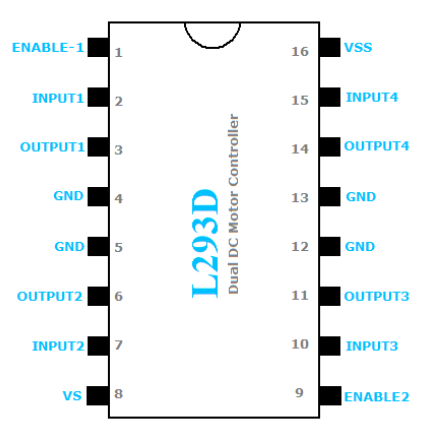 ENABLE-1 1 16 VSS
INPUT1 2 15 INPUT4
OUTPUT1 3 14 OUTPUT4
GND 4 13 GND
GND 5 12 GND
OUTPUT2 6 11 OUTPUT3
INPUT2 7 10 INPUT3
VS 8 9 ENABLE2
L293D
Dual DC Motor Controller